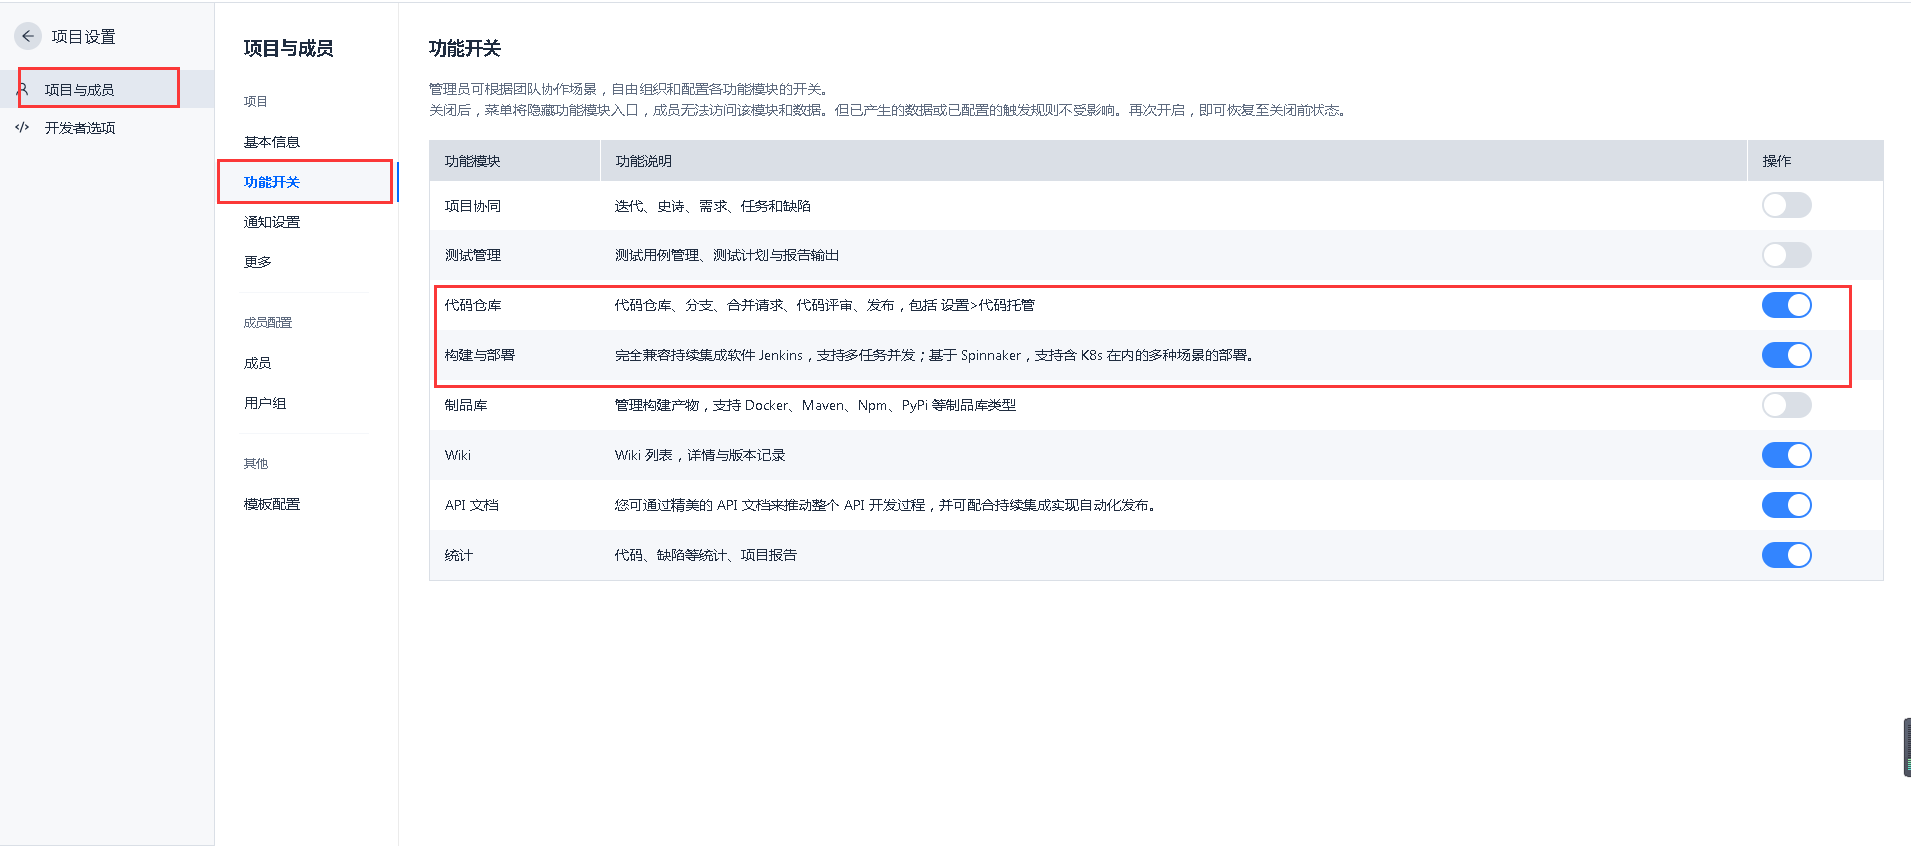 项目设置
项目与成员
开发者选项
项目与成员
项目
基本信息
功能开关
通知设置
更多
成员配置
成员
用户组
其他
模板配置
功能开关
管理员可根据团队协作场景，自由组织和配置各功能模块的开关。
关闭后，菜单将隐藏功能模块入口，成员无法访问该模块和数据。但已产生的数据或已配置的触发规则不受影响。再次开启，即可恢复至关闭前状态。
功能模块 功能说明 操作
项目协同 迭代、史诗、需求、任务和缺陷
测试管理 测试用例管理、测试计划与报告输出
代码仓库 代码仓库、分支、合并请求、代码评审、发布，包括 设置>代码托管
构建与部署 完全兼容持续集成软件 Jenkins，支持多任务并发；基于 Spinnaker，支持含 K8s 在内的多种场景的部署。
制品库 管理构建产物，支持 Docker、Maven、Npm、PyPi 等制品库类型
Wiki Wiki 列表，详情与版本记录
API 文档 您可通过精美的 API 文档来推动整个 API 开发过程，并可配合持续集成实现自动化发布。
统计 代码、缺陷等统计、项目报告